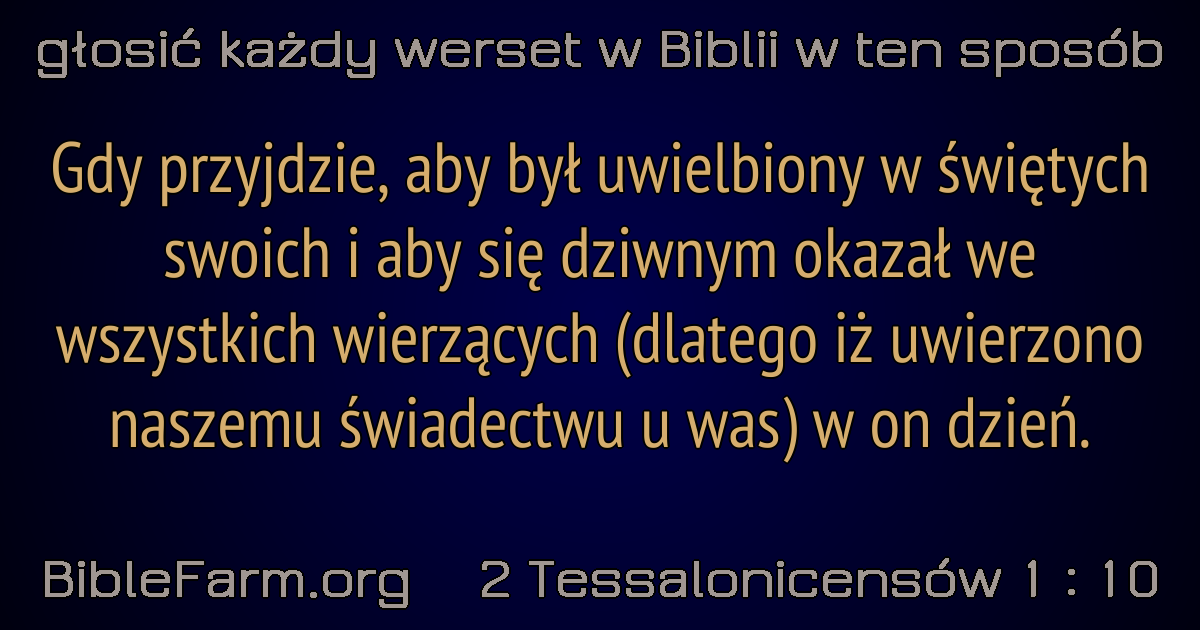 głosić każdy werset w Biblii w ten sposób
Gdy przyjdzie, aby był uwielbiony w świętych
swoich i aby się dziwnym okazał we
wszystkich wierzących (dlatego iż uwierzono
naszemu świadectwu u was) w on dzień.
BibleFarm.org 2 Tessalonicensów 1 : 10